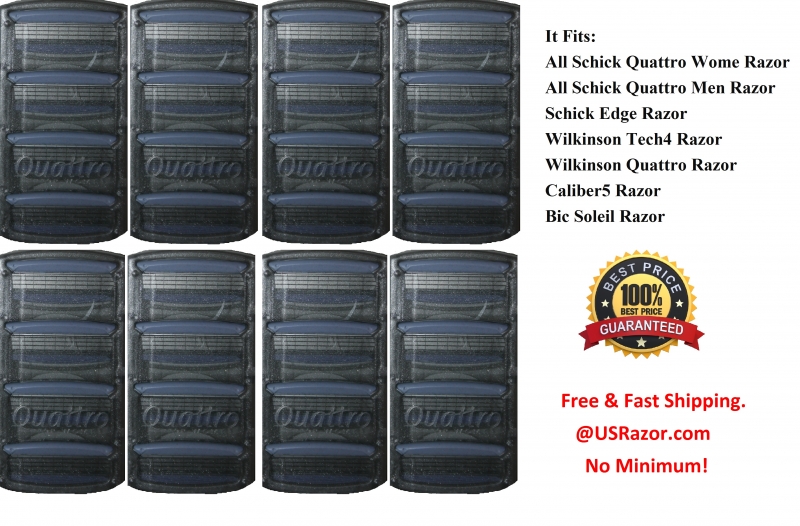 Quattro Quattro Quattro Quattro
Quattro Quattro Quattro Quattro
It Fits:
All Schick Quattro Wome Razor
All Schick Quattro Men Razor
Schick Edge Razor
Wilkinson Tech4 Razor
Wilkinson Quattro Razor
Caliber5 Razor
Bic Soleil Razor
BEST PRICE
100%
BEST PRICE
GUARANTEED
Free & Fast Shipping.
@USRazor.com
No Minimum!